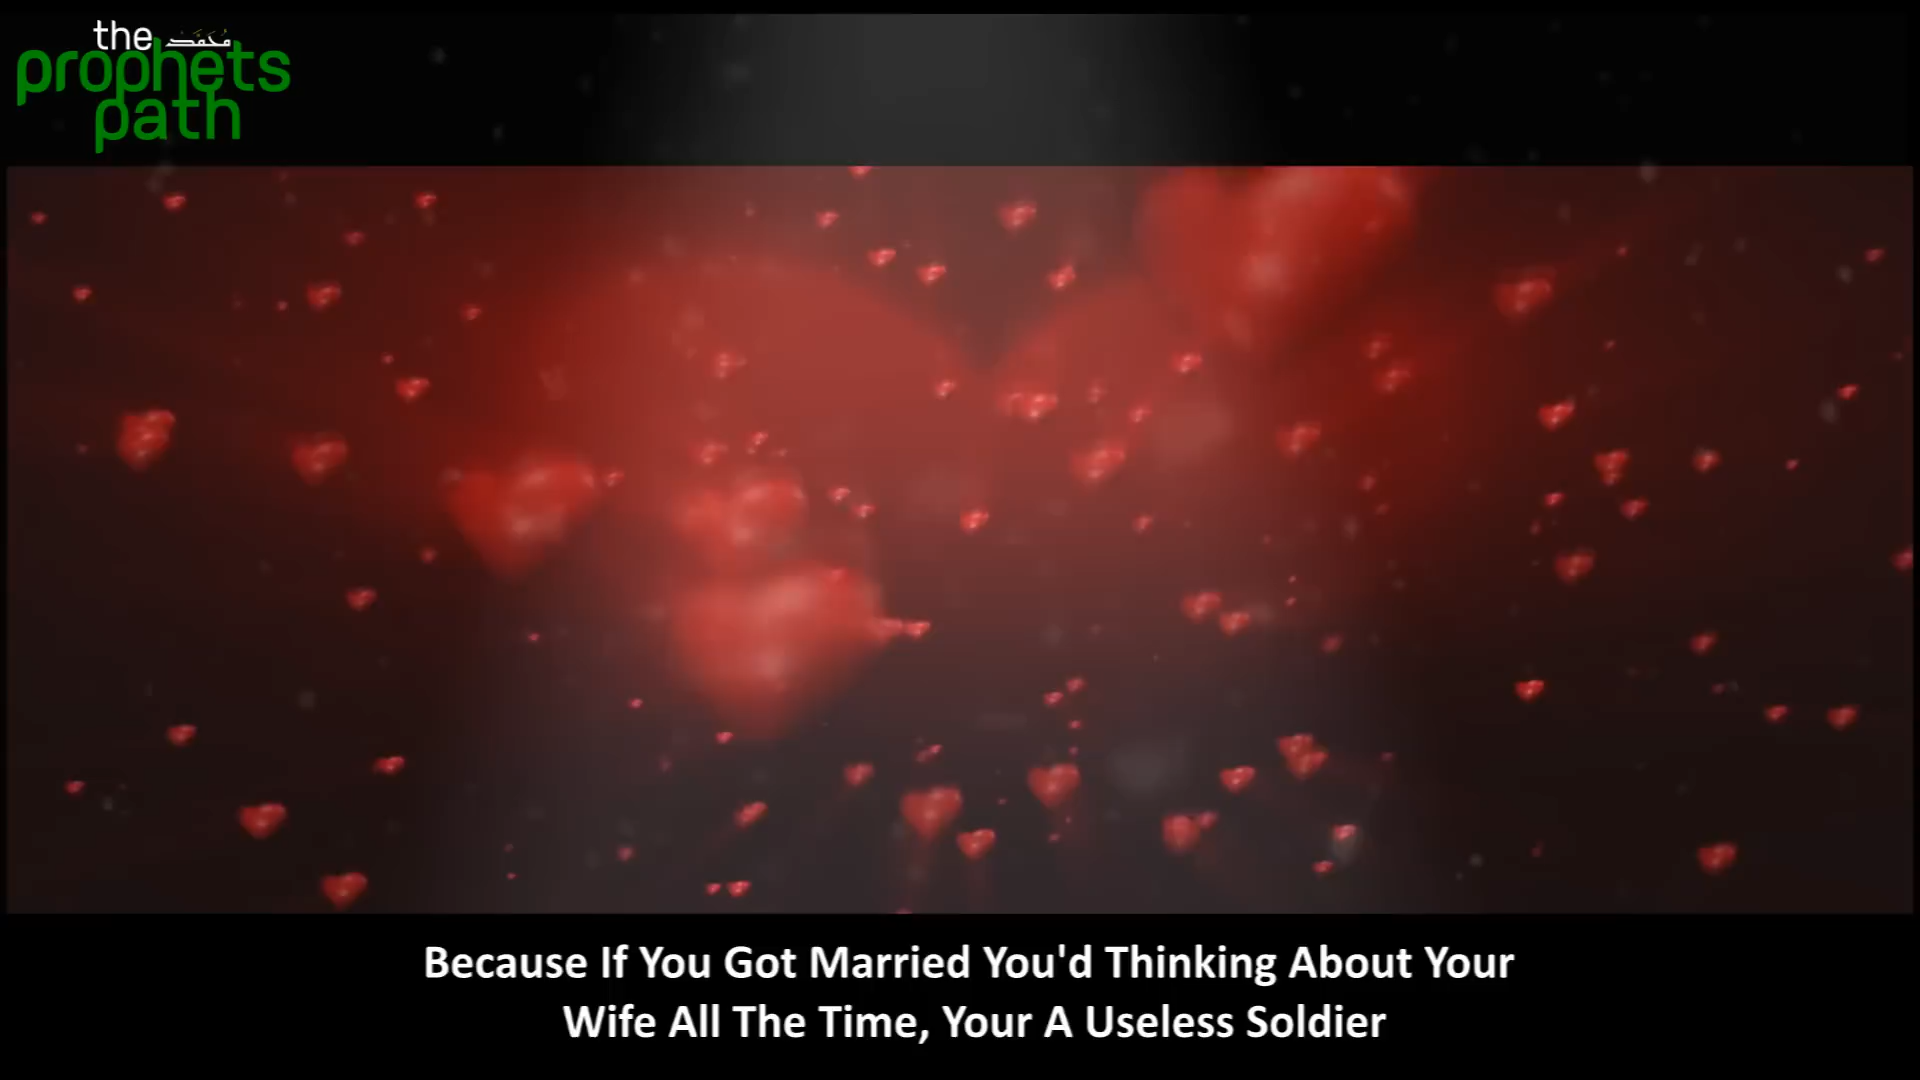 the مُحَمَّد
prophets
path
Because If You Got Married You'd Thinking About Your
Wife All The Time, Your A Useless Soldier